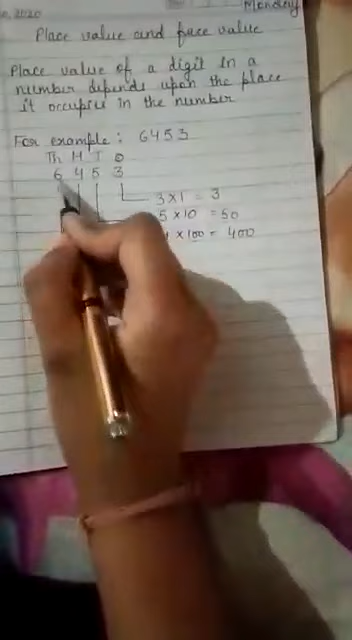 2020
Monday
Place value and face value
Place value of a digit in a
number depends upon the place
it occupies in the number
For example : 6453
Th H T O
6 4 5 3
3 × 1 = 3
5 × 10 = 50
× 100 = 400